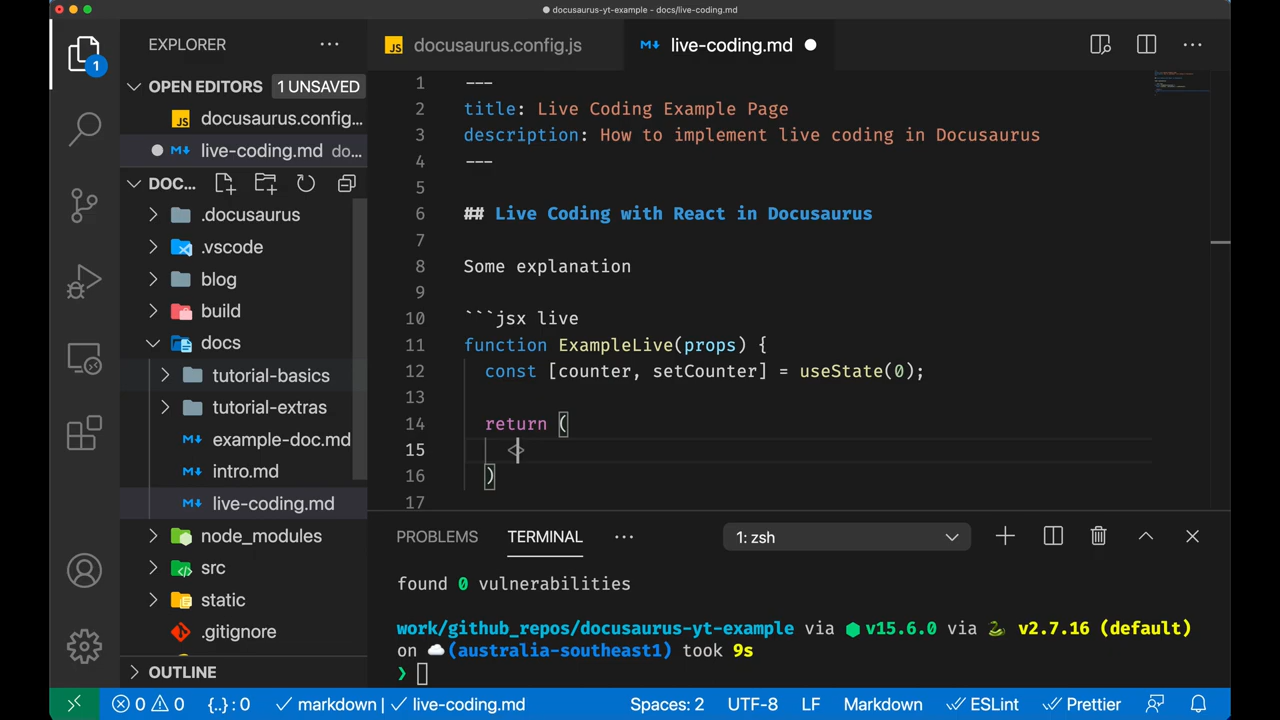 docusaurus-yt-example - docs/live-coding.md
EXPLORER
docusaurus.config.js
live-coding.md
1
OPEN EDITORS
1 UNSAVED
docusaurus.config...
live-coding.md do...
DOC...
.docusaurus
.vscode
blog
build
docs
tutorial-basics
tutorial-extras
example-doc.md
intro.md
live-coding.md
node_modules
src
static
.gitignore
OUTLINE
1 ---
2 title: Live Coding Example Page
3 description: How to implement live coding in Docusaurus
4 ---
5
6 ## Live Coding with React in Docusaurus
7
8 Some explanation
9
10 ```jsx live
11 function ExampleLive(props) {
12 const [counter, setCounter] = useState(0);
13
14 return (
15 <>
16 )
17
PROBLEMS TERMINAL
1: zsh
found 0 vulnerabilities
work/github_repos/docusaurus-yt-example via v15.6.0 via v2.7.16 (default)
on (australia-southeast1) took 9s
❯
0 0 {..} : 0 markdown | live-coding.md Spaces: 2 UTF-8 LF Markdown ESLint Prettier